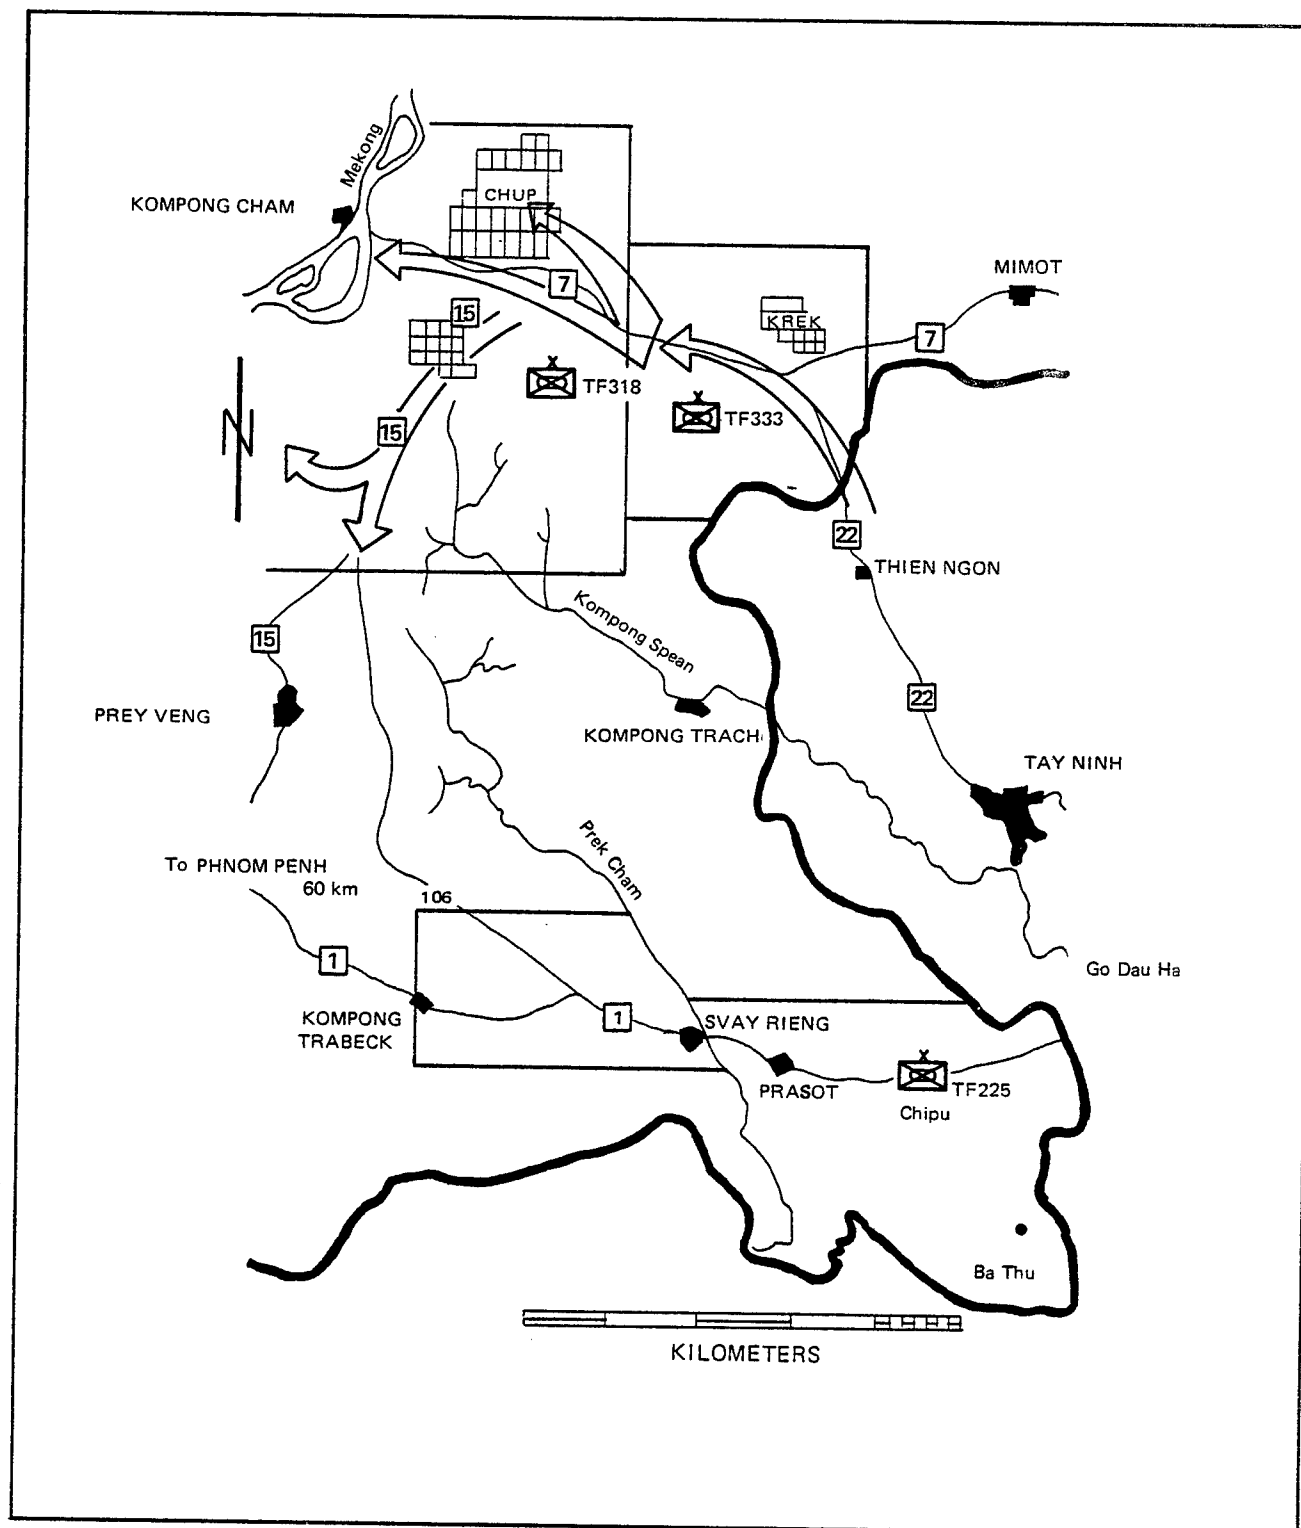 Mekong
KOMPONG CHAM
CHUP
MIMOT
7
15
KREK
7
TF318
TF333
15
N
22
THIEN NGON
Kompong Spean
15
22
PREY VENG
KOMPONG TRACH
TAY NINH
Prek Cham
To PHNOM PENH
60 km
106
1
Go Dau Ha
KOMPONG
TRABECK
1
SVAY RIENG
PRASOT
TF225
Chipu
Ba Thu
KILOMETERS